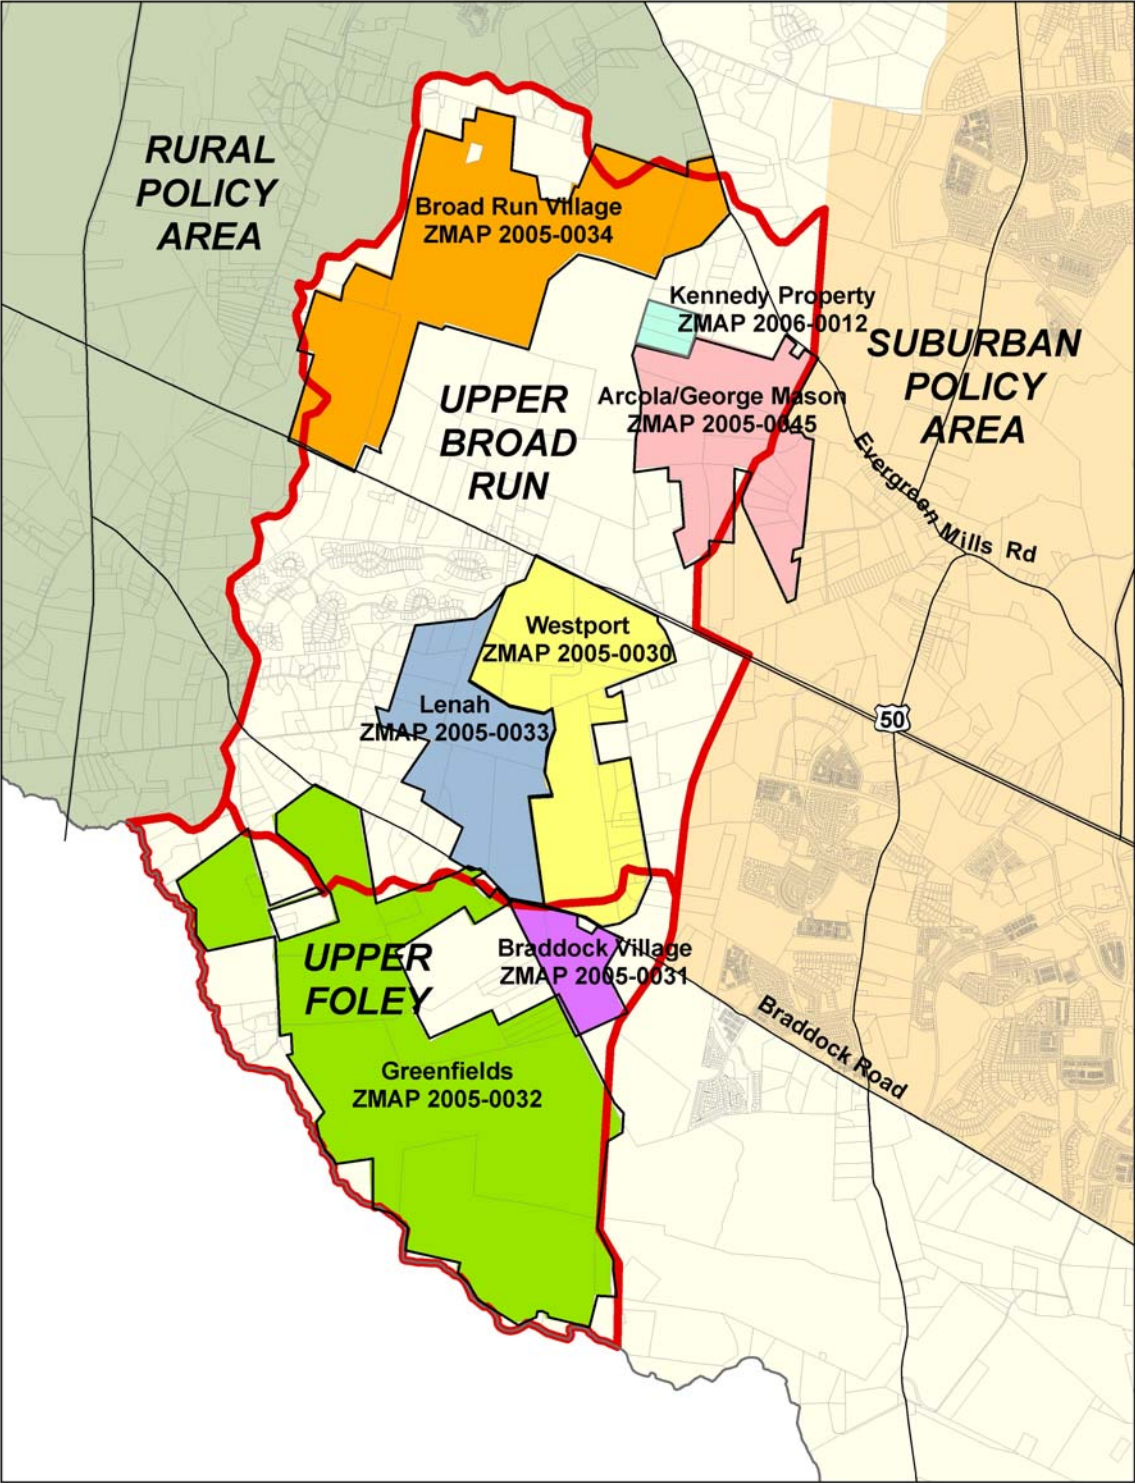 RURAL
POLICY
AREA
Broad Run Village
ZMAP 2005-0034
Kennedy Property
ZMAP 2006-0012
SUBURBAN
POLICY
AREA
UPPER
BROAD
RUN
Arcola/George Mason
ZMAP 2005-0045
Evergreen Mills Rd
Westport
ZMAP 2005-0030
Lenah
ZMAP 2005-0033
50
UPPER
FOLEY
Braddock Village
ZMAP 2005-0031
Braddock Road
Greenfields
ZMAP 2005-0032